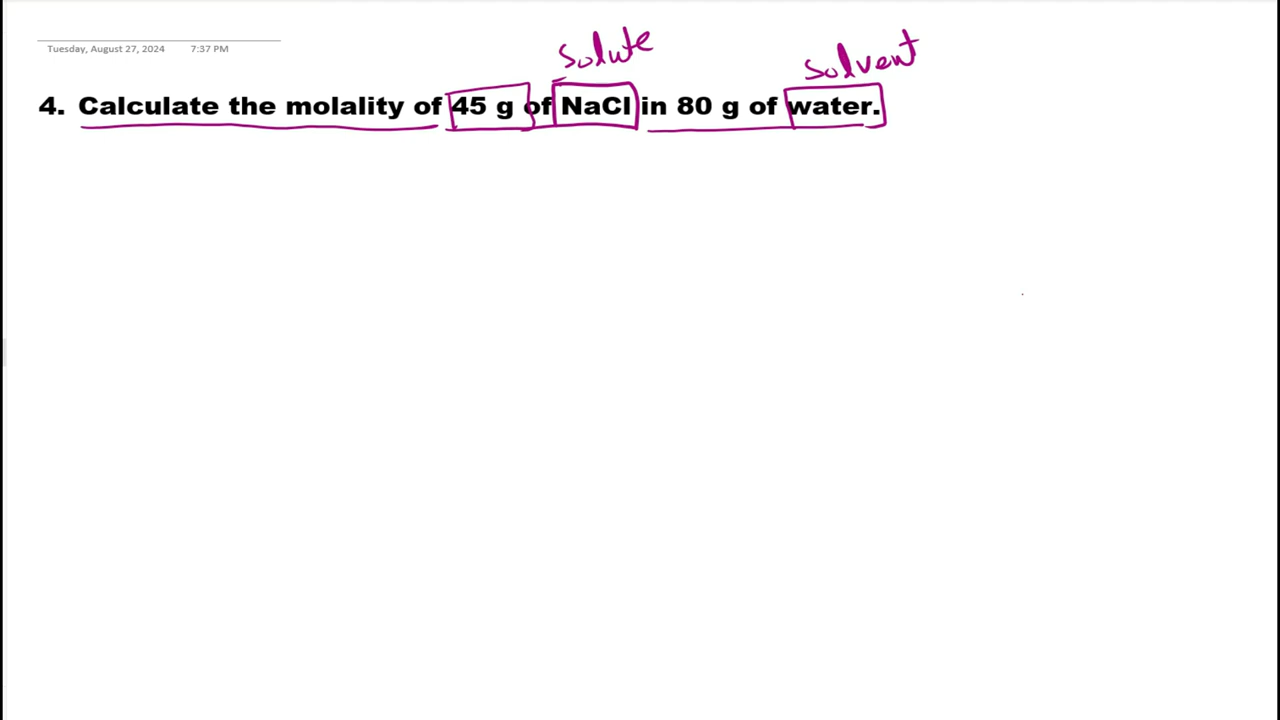 Tuesday, August 27, 2024 7:37 PM
solute
solvent
4. Calculate the molality of 45 g of NaCl in 80 g of water.